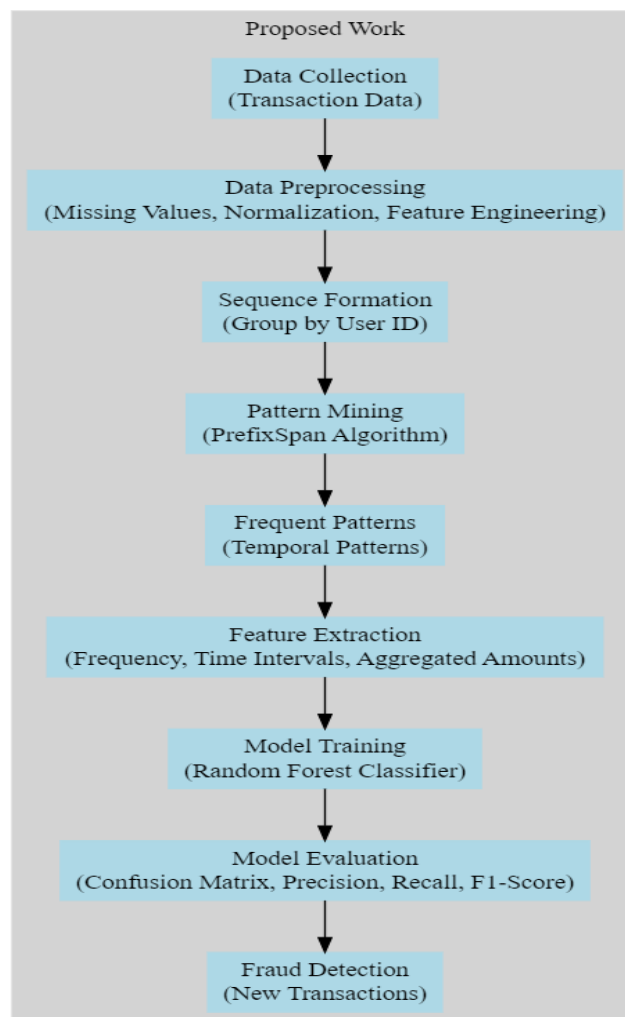 Proposed Work
Data Collection
(Transaction Data)
Data Preprocessing
(Missing Values, Normalization, Feature Engineering)
Sequence Formation
(Group by User ID)
Pattern Mining
(PrefixSpan Algorithm)
Frequent Patterns
(Temporal Patterns)
Feature Extraction
(Frequency, Time Intervals, Aggregated Amounts)
Model Training
(Random Forest Classifier)
Model Evaluation
(Confusion Matrix, Precision, Recall, F1-Score)
Fraud Detection
(New Transactions)